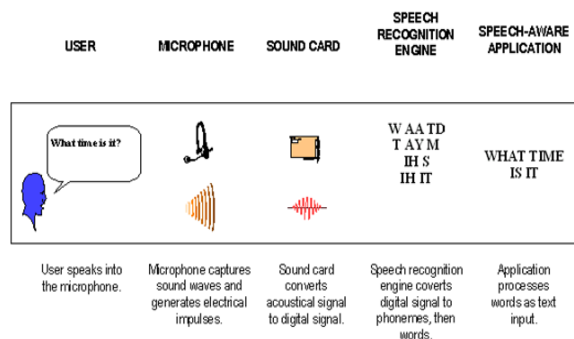 USER
MICROPHONE
SOUND CARD
SPEECH
RECOGNITION
ENGINE
SPEECH-AWARE
APPLICATION
What time is it?
W AA TD
T AY M
IH S
IH IT
WHAT TIME
IS IT
User speaks into
the microphone.
Microphone captures
sound waves and
generates electrical
impulses.
Sound card
converts
acoustical signal
to digital signal.
Speech recognition
engine coverts
digital signal to
phonemes, then
words.
Application
processes
words as text
input.